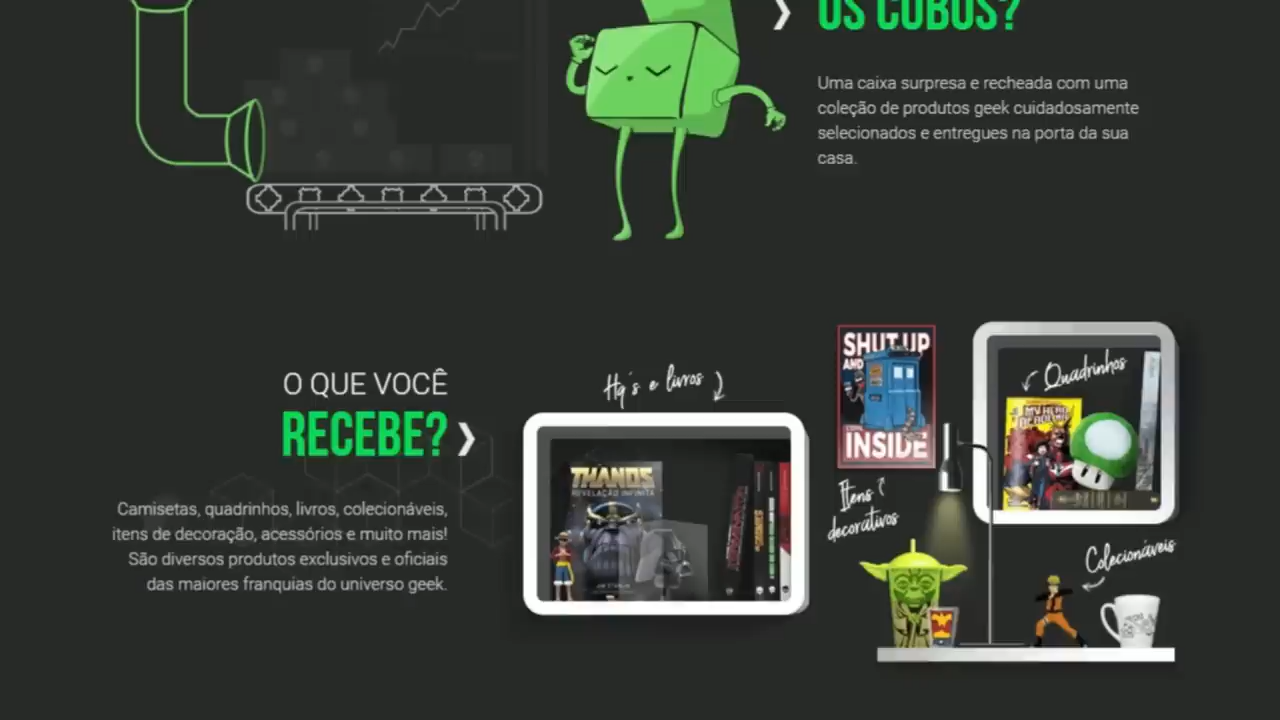 OS CUBOS?
Uma caixa surpresa e recheada com uma
coleção de produtos geek cuidadosamente
selecionados e entregues na porta da sua
casa.
O QUE VOCÊ
RECEBE?
Camisetas, quadrinhos, livros, colecionáveis,
itens de decoração, acessórios e muito mais!
São diversos produtos exclusivos e oficiais
das maiores franquias do universo geek.
Hq's e livros
THANOS
REVELAÇÃO INFINITA
SHUT UP
AND
INSIDE
Quadrinhos
MY HERO
Itens
decorativos
Colecionáveis